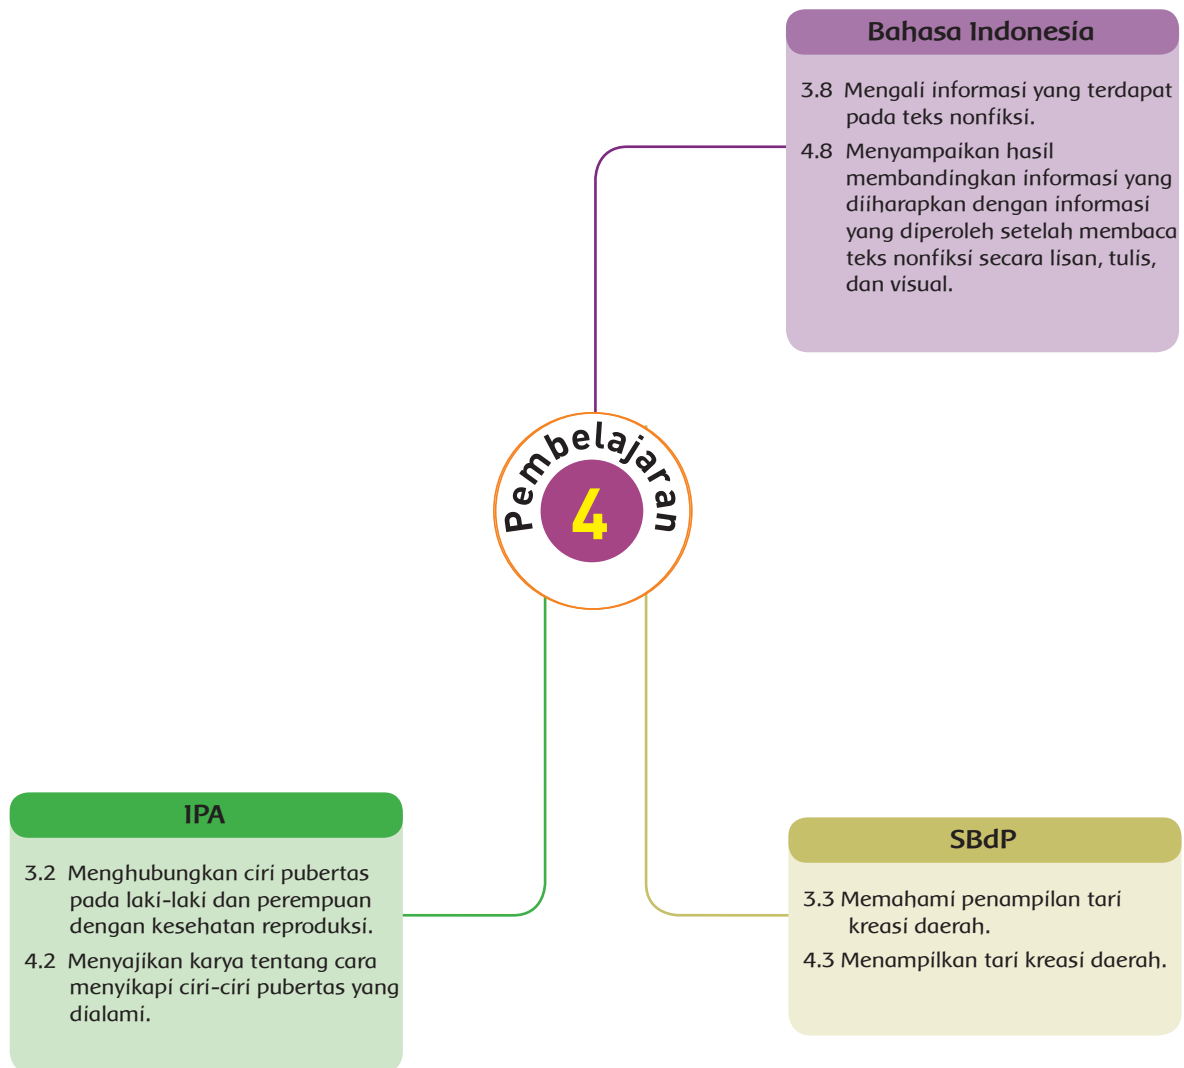 Bahasa Indonesia
3.8 Mengali informasi yang terdapat
pada teks nonfiksi.
4.8 Menyampaikan hasil
membandingkan informasi yang
diiharapkan dengan informasi
yang diperoleh setelah membaca
teks nonfiksi secara lisan, tulis,
dan visual.
Pembelajaran
4
IPA
3.2 Menghubungkan ciri pubertas
pada laki-laki dan perempuan
dengan kesehatan reproduksi.
4.2 Menyajikan karya tentang cara
menyikapi ciri-ciri pubertas yang
dialami.
SBdP
3.3 Memahami penampilan tari
kreasi daerah.
4.3 Menampilkan tari kreasi daerah.